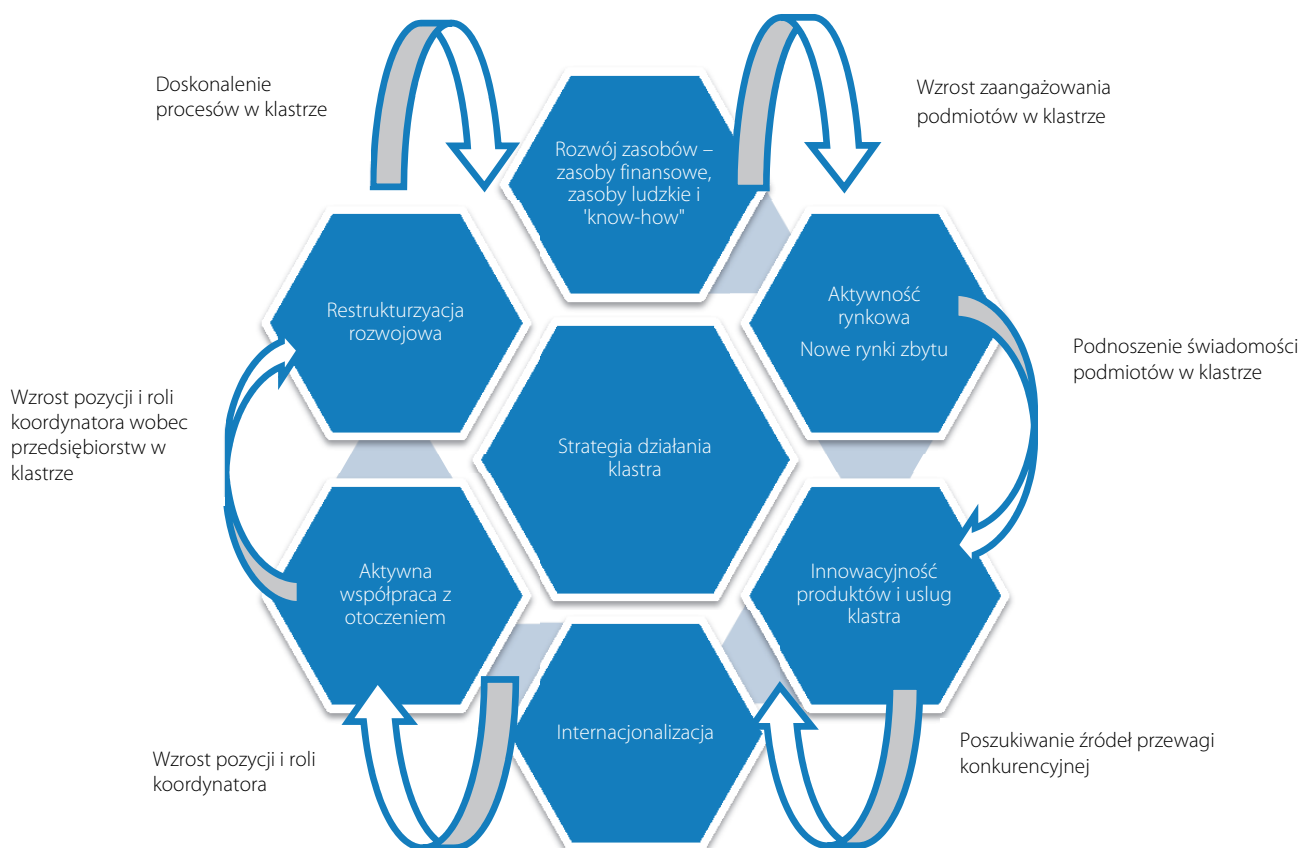 Doskonalenie
procesów w klastrze
Wzrost zaangażowania
podmiotów w klastrze
Rozwój zasobów –
zasoby finansowe,
zasoby ludzkie i
'know-how"
Restrukturzyacja
rozwojowa
Aktywność
rynkowa
Nowe rynki zbytu
Podnoszenie świadomości
podmiotów w klastrze
Wzrost pozycji i roli
koordynatora wobec
przedsiębiorstw w
klastrze
Strategia działania
klastra
Aktywna
współpraca z
otoczeniem
Innowacyjność
produktów i uslug
klastra
Internacjonalizacja
Wzrost pozycji i roli
koordynatora
Poszukiwanie źródeł przewagi
konkurencyjnej